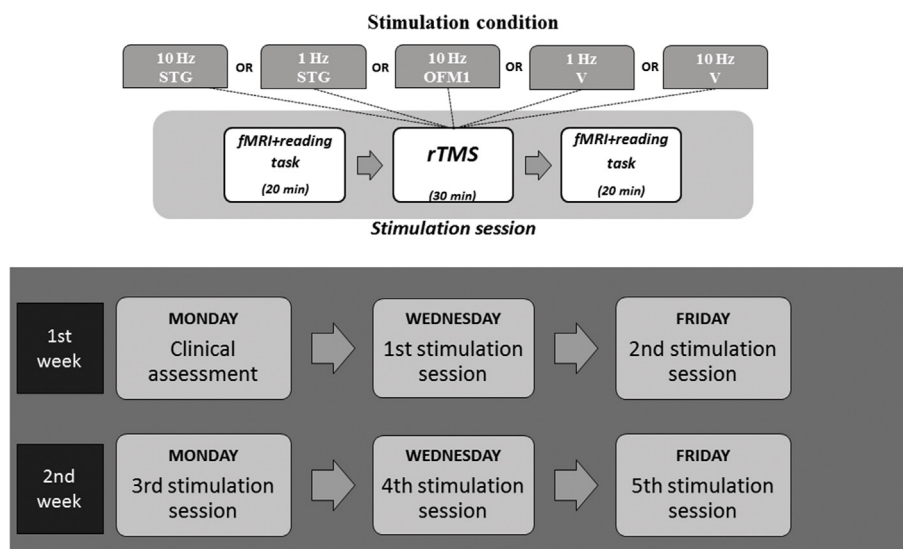 Stimulation condition
10 Hz
STG
OR
1 Hz
STG
OR
10 Hz
OFM1
OR
1 Hz
V
OR
10 Hz
V
fMRI+reading
task
(20 min)
rTMS
(30 min)
fMRI+reading
task
(20 min)
Stimulation session
1st
week
MONDAY
Clinical
assessment
WEDNESDAY
1st stimulation
session
FRIDAY
2nd stimulation
session
2nd
week
MONDAY
3rd stimulation
session
WEDNESDAY
4th stimulation
session
FRIDAY
5th stimulation
session